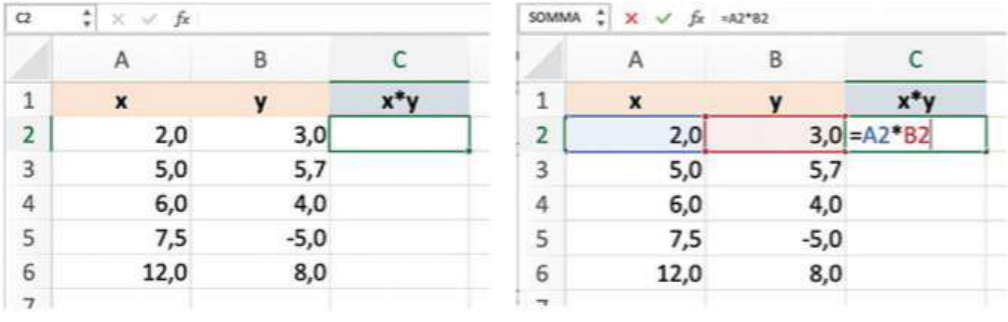 C2 fx
A B C
1 x y x*y
2 2,0 3,0
3 5,0 5,7
4 6,0 4,0
5 7,5 -5,0
6 12,0 8,0
7
SOMMA fx =A2*B2
A B C
1 x y x*y
2 2,0 3,0 =A2*B2
3 5,0 5,7
4 6,0 4,0
5 7,5 -5,0
6 12,0 8,0
7